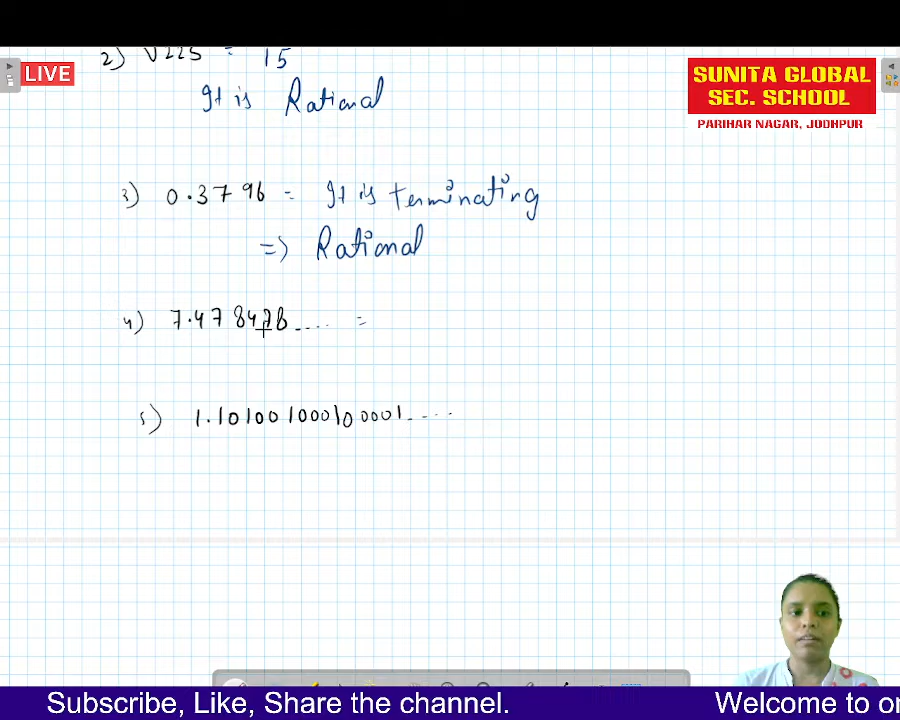 2) √225 = 15
LIVE
SUNITA GLOBAL
SEC. SCHOOL
PARIHAR NAGAR, JODHPUR
It is Rational
3) 0.3796 = It is terminating
=> Rational
4) 7.478478.... =
5) 1.101001000100001....
Subscribe, Like, Share the channel.
Welcome to o